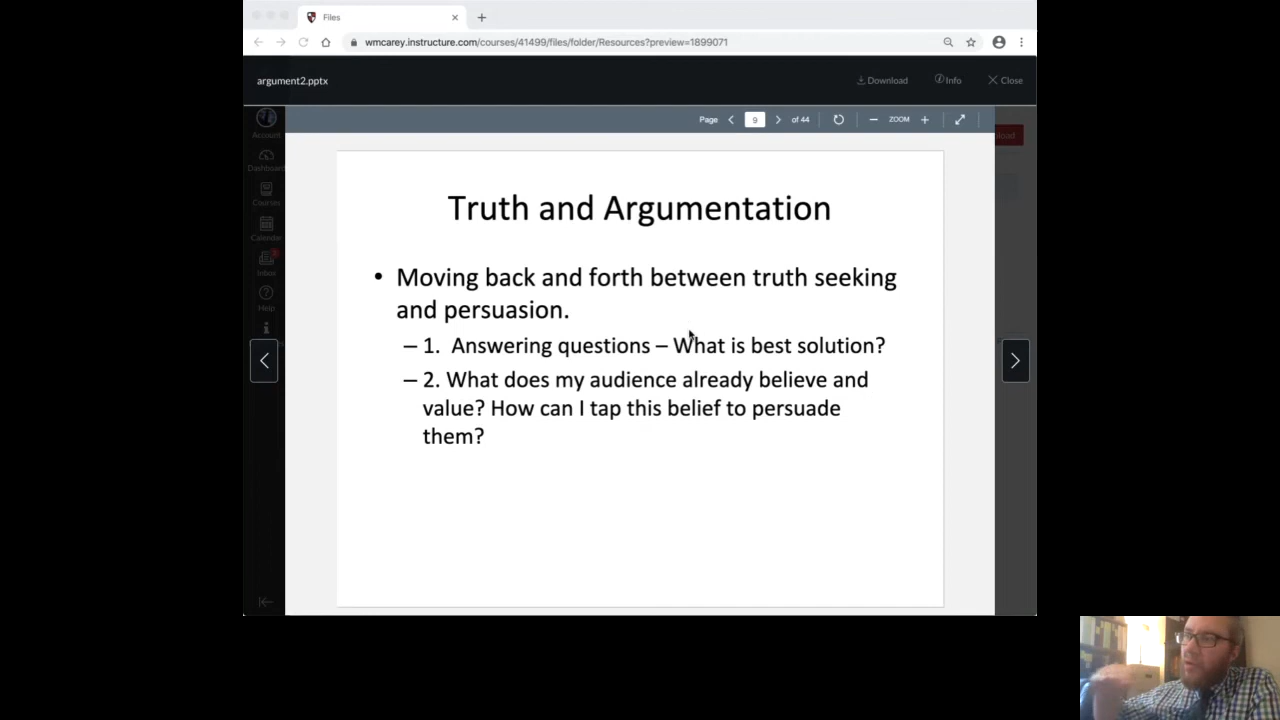 Files
wmcarey.instructure.com/courses/41499/files/folder/Resources?preview=1899071
argument2.pptx
Download
Info
Close
Page
9
of 44
ZOOM
Account
Dashboard
Courses
Calendar
Inbox
Help
Truth and Argumentation
• Moving back and forth between truth seeking
and persuasion.
– 1. Answering questions – What is best solution?
– 2. What does my audience already believe and
value? How can I tap this belief to persuade
them?